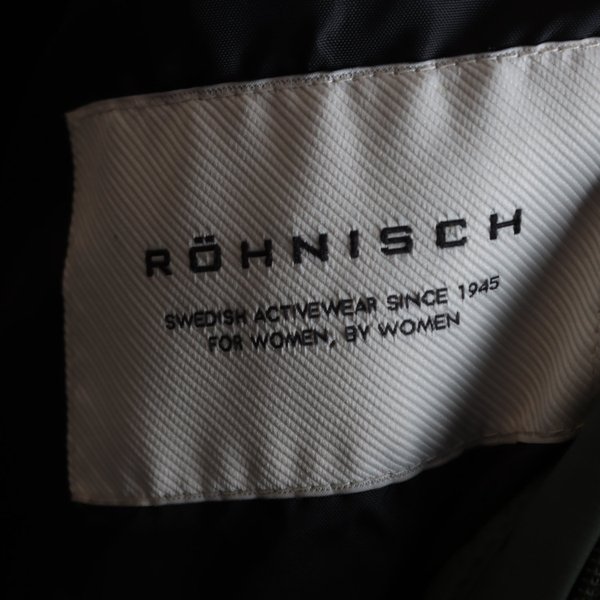 RÖHNISCH
SWEDISH ACTIVEWEAR SINCE 1945
FOR WOMEN, BY WOMEN